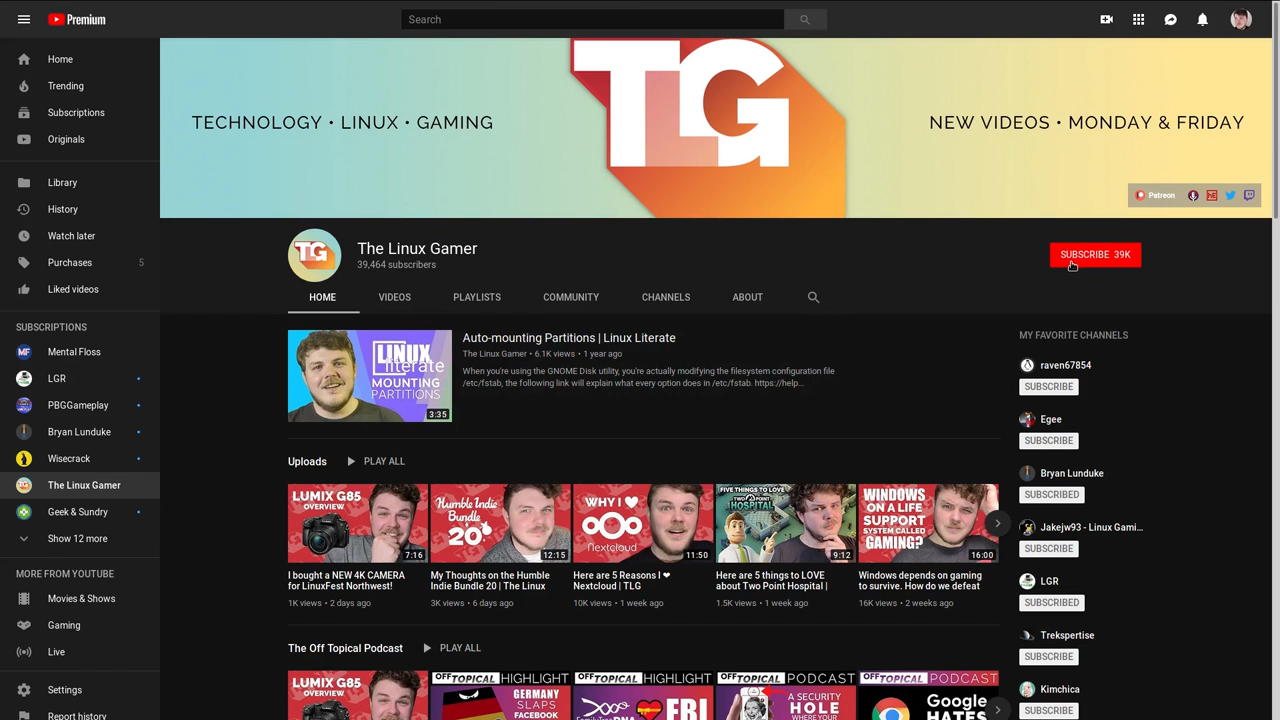 Premium
Search
Home
Trending
Subscriptions
Originals
Library
History
Watch later
Purchases 5
Liked videos
SUBSCRIPTIONS
Mental Floss
LGR
PBGGameplay
Bryan Lunduke
Wisecrack
The Linux Gamer
Geek & Sundry
Show 12 more
MORE FROM YOUTUBE
Movies & Shows
Gaming
Live
Settings
Report history
TECHNOLOGY • LINUX • GAMING
TLG
NEW VIDEOS • MONDAY & FRIDAY
Patreon
TLG
The Linux Gamer
39,464 subscribers
SUBSCRIBE 39K
HOME VIDEOS PLAYLISTS COMMUNITY CHANNELS ABOUT
LINUX
literate
MOUNTING
PARTITIONS
3:35
Auto-mounting Partitions | Linux Literate
The Linux Gamer • 6.1K views • 1 year ago
When you're using the GNOME Disk utility, you're actually modifying the filesystem configuration file
/etc/fstab, the following link will explain what every option does in /etc/fstab. https://help...
Uploads PLAY ALL
LUMIX G85
OVERVIEW
7:16
I bought a NEW 4K CAMERA
for LinuxFest Northwest!
1K views • 2 days ago
Humble Indie
Bundle
20
12:15
My Thoughts on the Humble
Indie Bundle 20 | The Linux
3K views • 6 days ago
WHY I ❤
Nextcloud
11:50
Here are 5 Reasons I ❤
Nextcloud | TLG
10K views • 1 week ago
FIVE THINGS TO LOVE
TWO POINT
HOSPITAL
9:12
Here are 5 things to LOVE
about Two Point Hospital |
1.5K views • 1 week ago
WINDOWS
ON A LIFE
SUPPORT
SYSTEM CALLED
GAMING?
16:00
Windows depends on gaming
to survive. How do we defeat
16K views • 2 weeks ago
The Off Topical Podcast PLAY ALL
LUMIX G85
OVERVIEW
OFFTOPICAL HIGHLIGHT
GERMANY
SLAPS
FACEBOOK
OFFTOPICAL HIGHLIGHT
FamilyTreeDNA
FBI
OFFTOPICAL PODCAST
A SECURITY
HOLE
WHERE YOUR
OFFTOPICAL PODCAST
Google
HATES
MY FAVORITE CHANNELS
raven67854
SUBSCRIBE
Egee
SUBSCRIBE
Bryan Lunduke
SUBSCRIBED
Jakejw93 - Linux Gami...
SUBSCRIBE
LGR
SUBSCRIBED
Trekspertise
SUBSCRIBE
Kimchica
SUBSCRIBE